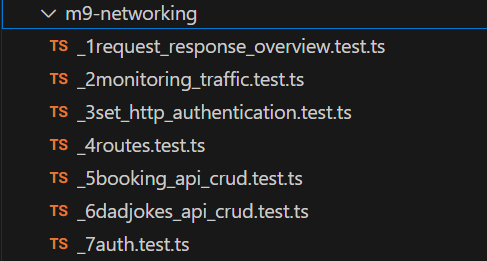 m9-networking
TS _1request_response_overview.test.ts
TS _2monitoring_traffic.test.ts
TS _3set_http_authentication.test.ts
TS _4routes.test.ts
TS _5booking_api_crud.test.ts
TS _6dadjokes_api_crud.test.ts
TS _7auth.test.ts